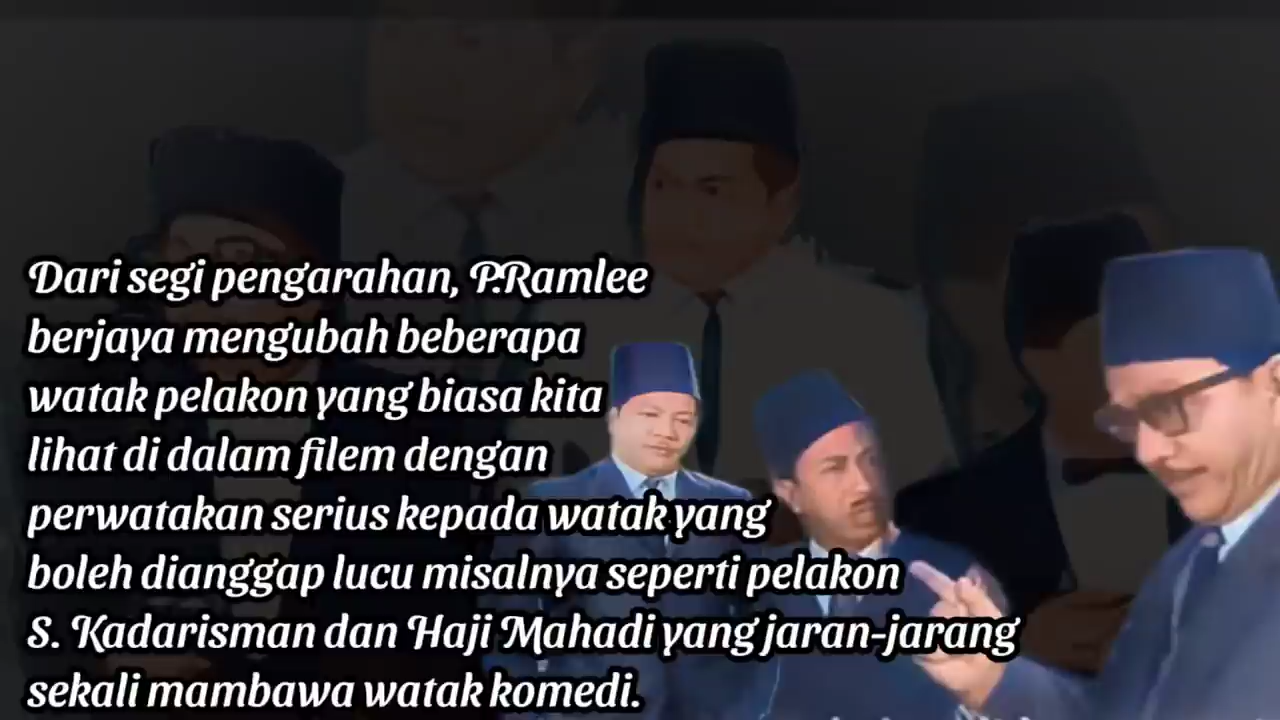 Dari segi pengarahan, P.Ramlee
berjaya mengubah beberapa
watak pelakon yang biasa kita
lihat di dalam filem dengan
perwatakan serius kepada watak yang
boleh dianggap lucu misalnya seperti pelakon
S. Kadarisman dan Haji Mahadi yang jaran-jarang
sekali mambawa watak komedi.